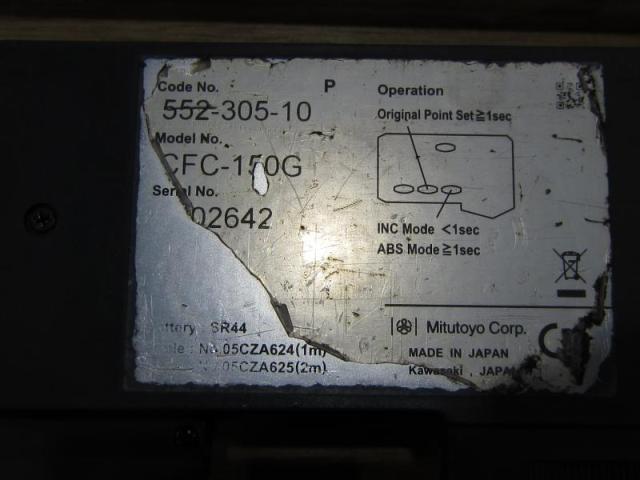 Code No. P
552-305-10
Model No.
CFC-150G
Serial No.
02642
SR44
05CZA624(1m)
05CZA625(2m)
Operation
Original Point Set≧1sec
INC Mode <1sec
ABS Mode≧1sec
Mitutoyo Corp.
MADE IN JAPAN
Kawasaki , JAPAN